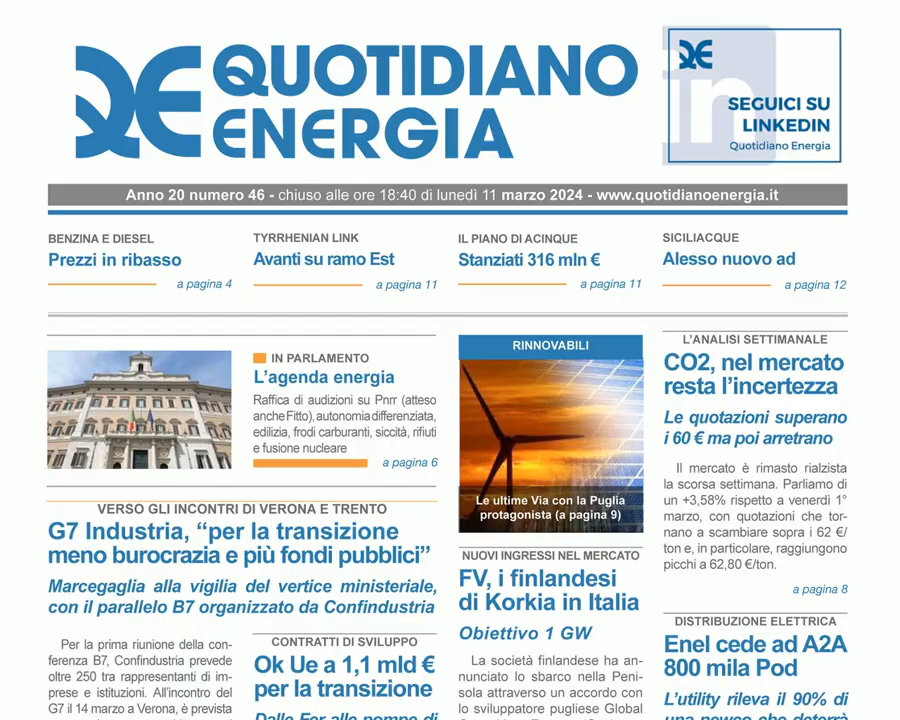 QE QUOTIDIANO
ENERGIA
QE
in
SEGUICI SU
LINKEDIN
Quotidiano Energia
Anno 20 numero 46 - chiuso alle ore 18:40 di lunedì 11 marzo 2024 - www.quotidianoenergia.it
BENZINA E DIESEL
Prezzi in ribasso
a pagina 4
TYRRHENIAN LINK
Avanti su ramo Est
a pagina 11
IL PIANO DI ACINQUE
Stanziati 316 mln €
a pagina 11
SICILIACQUE
Alesso nuovo ad
a pagina 12
IN PARLAMENTO
L'agenda energia
Raffica di audizioni su Pnrr (atteso
anche Fitto), autonomia differenziata,
edilizia, frodi carburanti, siccità, rifiuti
e fusione nucleare
a pagina 6
VERSO GLI INCONTRI DI VERONA E TRENTO
G7 Industria, “per la transizione
meno burocrazia e più fondi pubblici”
Marcegaglia alla vigilia del vertice ministeriale,
con il parallelo B7 organizzato da Confindustria
Per la prima riunione della con-
ferenza B7, Confindustria prevede
oltre 250 tra rappresentanti di im-
prese e istituzioni. All'incontro del
G7 il 14 marzo a Verona, è prevista
CONTRATTI DI SVILUPPO
Ok Ue a 1,1 mld €
per la transizione
Dalle Fer alle pompe di
RINNOVABILI
Le ultime Via con la Puglia
protagonista (a pagina 9)
NUOVI INGRESSI NEL MERCATO
FV, i finlandesi
di Korkia in Italia
Obiettivo 1 GW
La società finlandese ha an-
nunciato lo sbarco nella Peni-
sola attraverso un accordo con
lo sviluppatore pugliese Global
L'ANALISI SETTIMANALE
CO2, nel mercato
resta l'incertezza
Le quotazioni superano
i 60 € ma poi arretrano
Il mercato è rimasto rialzista
la scorsa settimana. Parliamo di
un +3,58% rispetto a venerdì 1°
marzo, con quotazioni che tor-
nano a scambiare sopra i 62 €/
ton e, in particolare, raggiungono
picchi a 62,80 €/ton.
a pagina 8
DISTRIBUZIONE ELETTRICA
Enel cede ad A2A
800 mila Pod
L'utility rileva il 90% di
una newco che deterrà